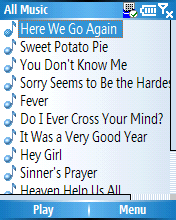 All Music
Here We Go Again
Sweet Potato Pie
You Don't Know Me
Sorry Seems to Be the Hardes
Fever
Do I Ever Cross Your Mind?
It Was a Very Good Year
Hey Girl
Sinner's Prayer
Heaven Help Us All
Play
Menu